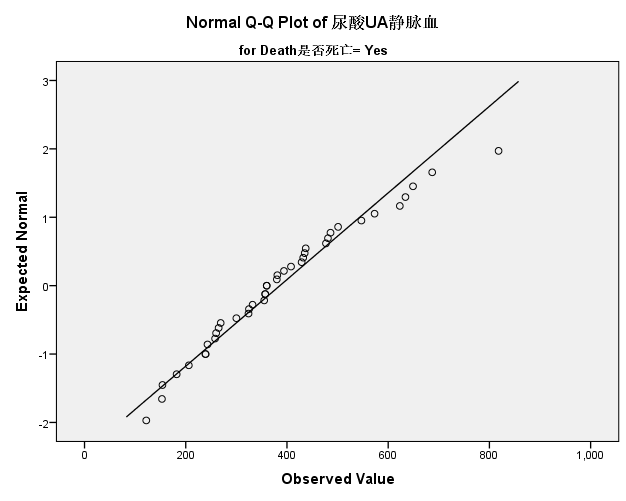 Normal Q-Q Plot of 尿酸UA静脉血
for Death是否死亡= Yes
3
2
1
0
-1
-2
Expected Normal
0 200 400 600 800 1,000
Observed Value